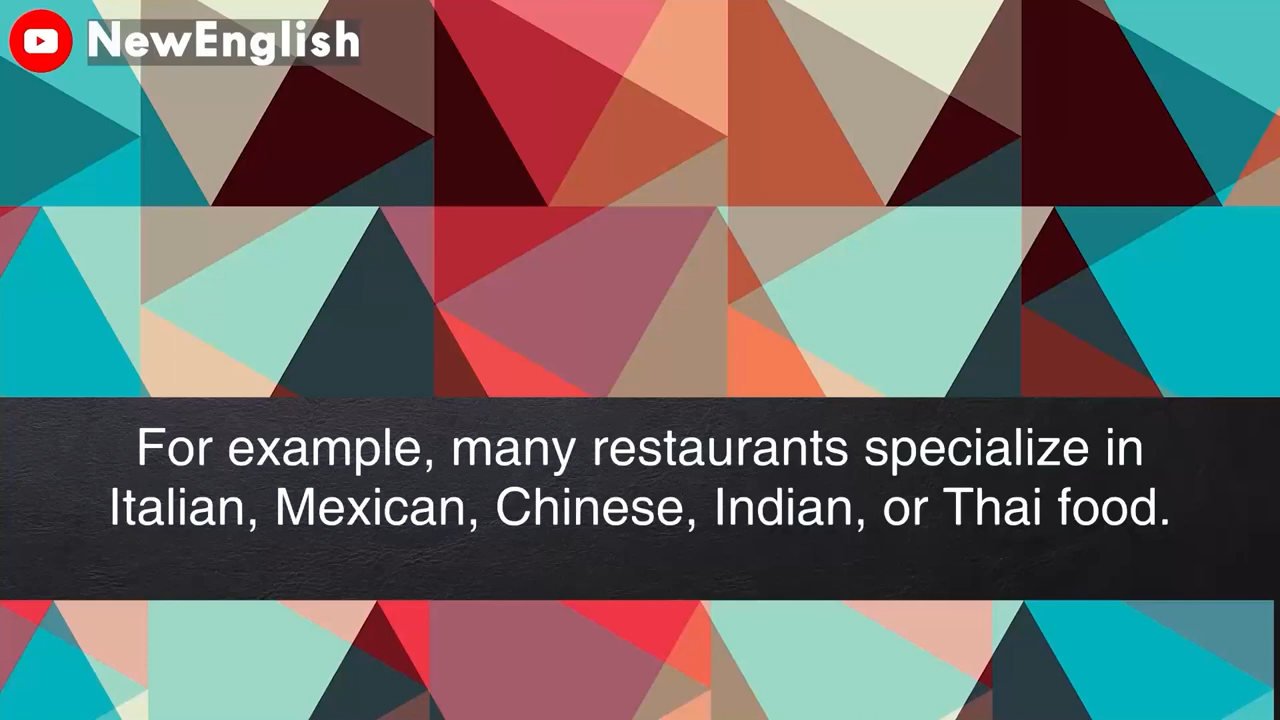 NewEnglish
For example, many restaurants specialize in
Italian, Mexican, Chinese, Indian, or Thai food.